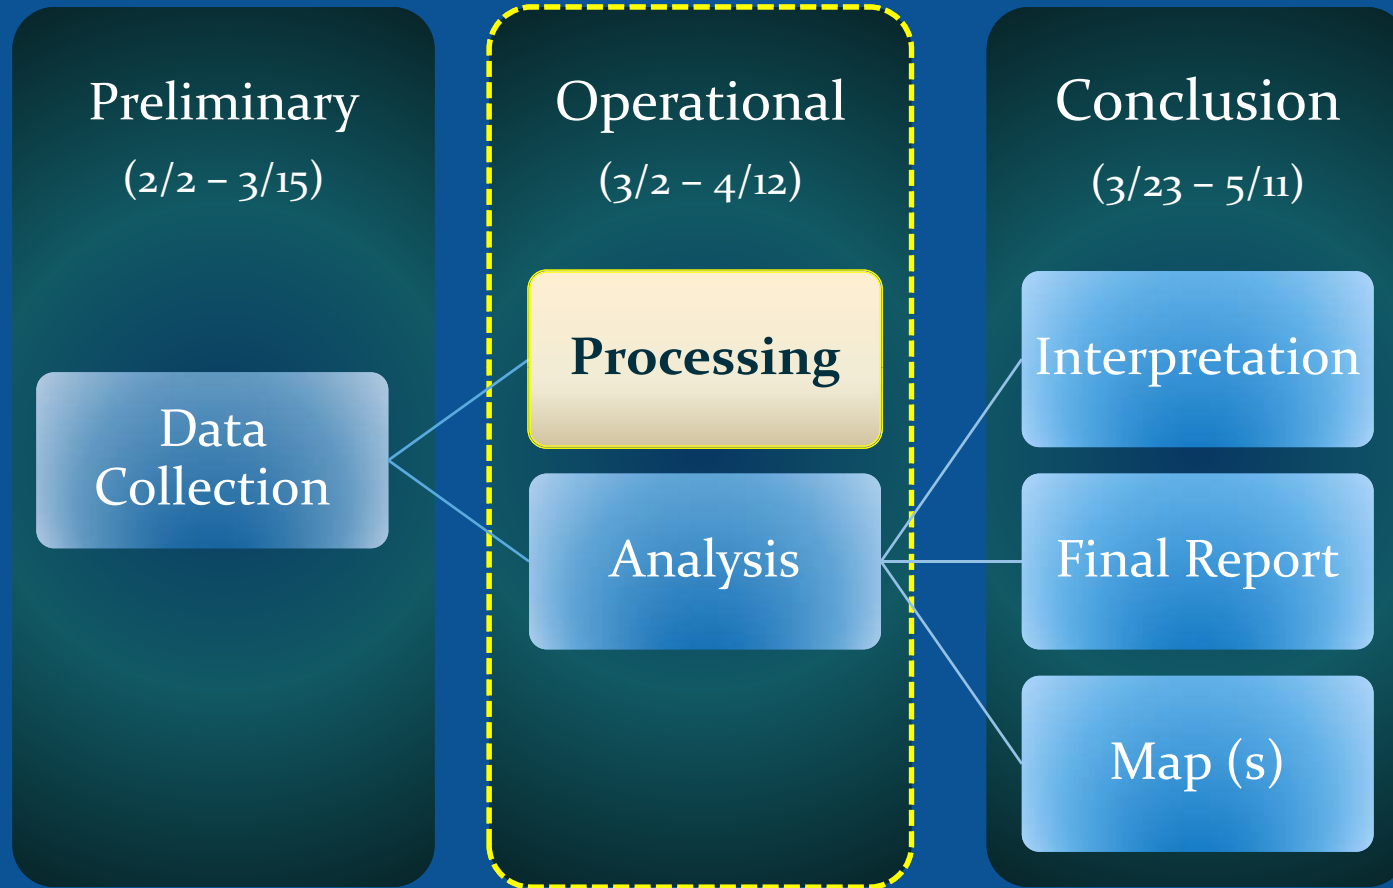 Preliminary
(2/2 – 3/15)
Data
Collection
Operational
(3/2 – 4/12)
Processing
Analysis
Conclusion
(3/23 – 5/11)
Interpretation
Final Report
Map (s)